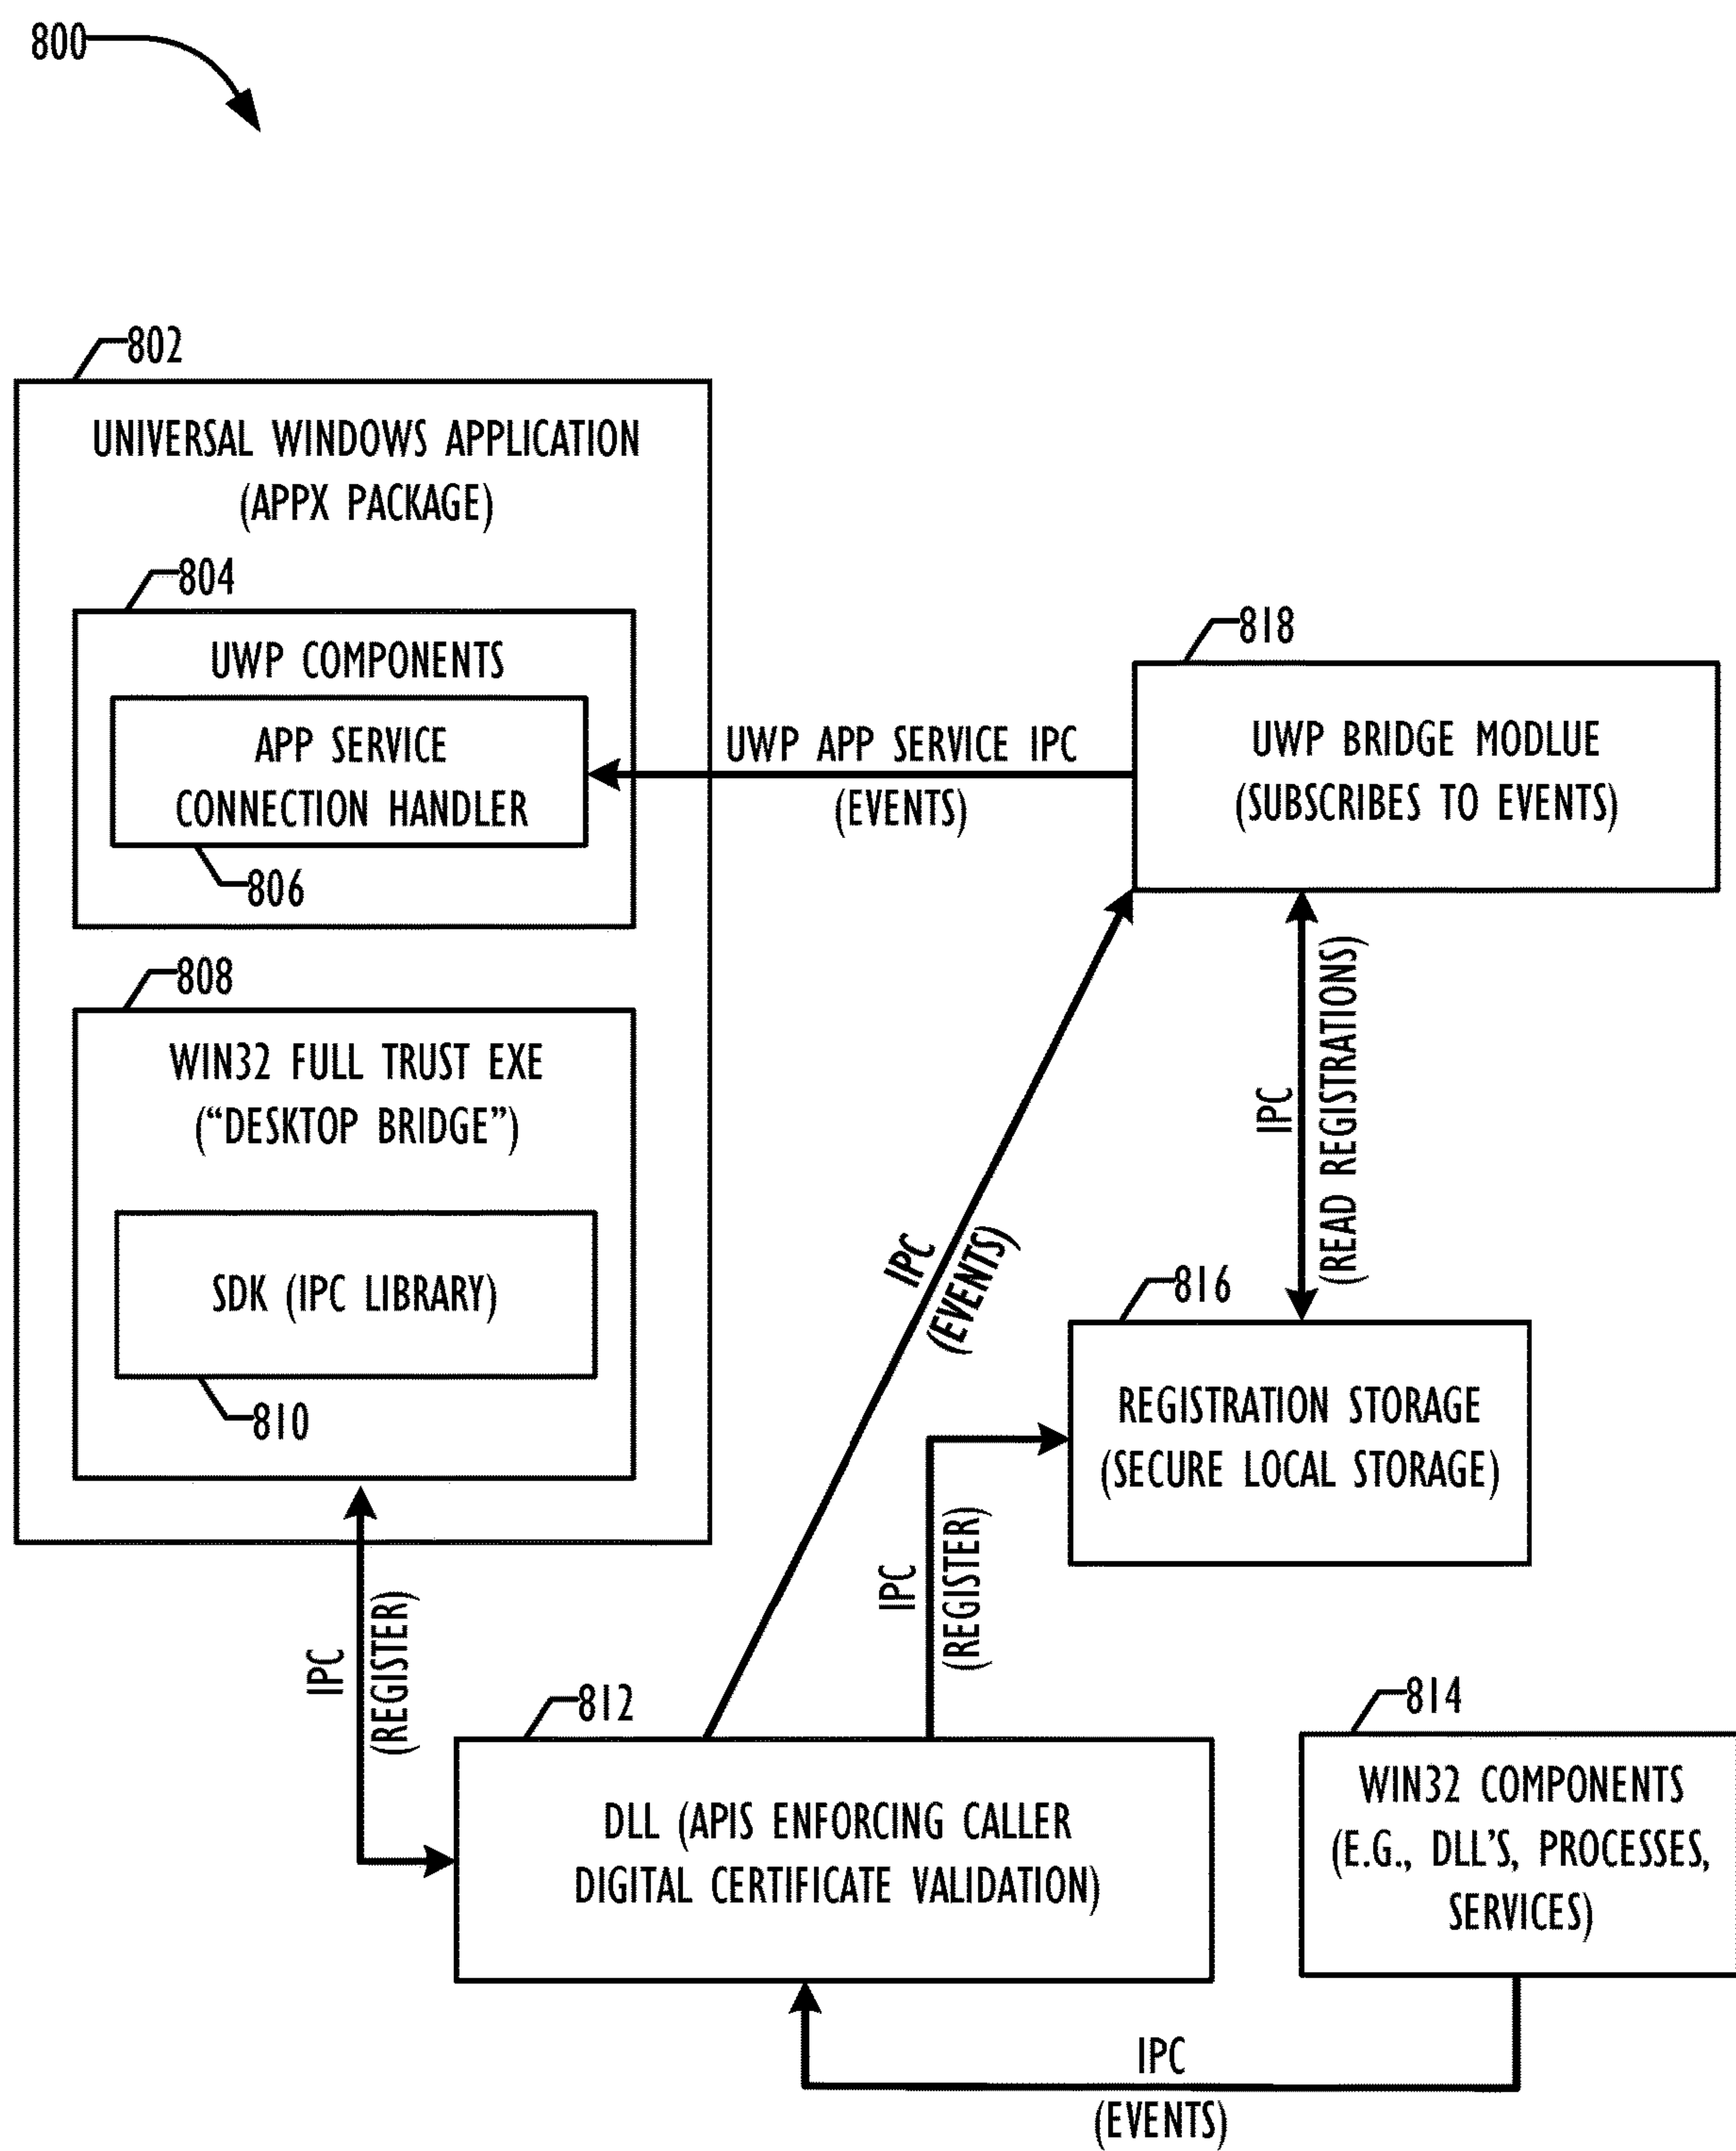 800
802
UNIVERSAL WINDOWS APPLICATION
(APPX PACKAGE)
804
UWP COMPONENTS
APP SERVICE
CONNECTION HANDLER
806
808
WIN32 FULL TRUST EXE
(“DESKTOP BRIDGE”)
SDK (IPC LIBRARY)
810
UWP APP SERVICE IPC
(EVENTS)
818
UWP BRIDGE MODLUE
(SUBSCRIBES TO EVENTS)
IPC
(READ REGISTRATIONS)
IPC
(EVENTS)
816
REGISTRATION STORAGE
(SECURE LOCAL STORAGE)
IPC
(REGISTER)
IPC
(REGISTER)
812
DLL (APIS ENFORCING CALLER
DIGITAL CERTIFICATE VALIDATION)
814
WIN32 COMPONENTS
(E.G., DLL'S, PROCESSES,
SERVICES)
IPC
(EVENTS)